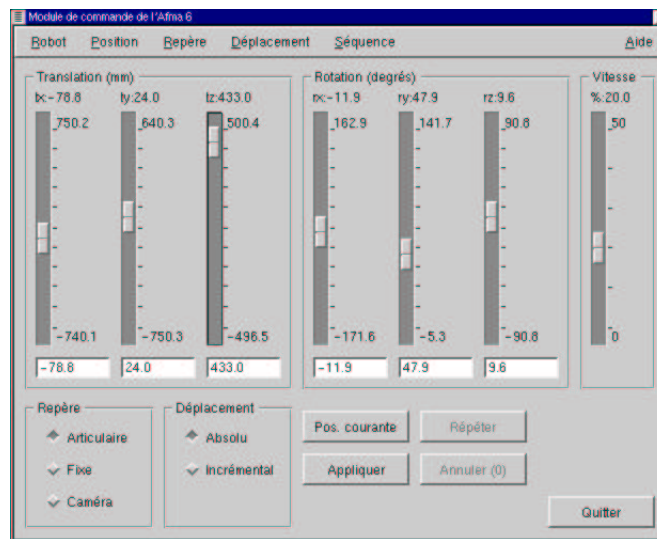 Module de commande de l'Afma 6
Robot Position Repère Déplacement Séquence Aide
Translation (mm) Rotation (degrés) Vitesse
tx:-78.8 ty:24.0 tz:433.0 rx:-11.9 ry:47.9 rz:9.6 %:20.0
750.2 640.3 500.4 162.9 141.7 90.8 50
-740.1 -750.3 -496.5 -171.6 -5.3 -90.8 0
-78.8 24.0 433.0 -11.9 47.9 9.6
Repère Déplacement
Articulaire Absolu Pos. courante Répéter
Fixe Incrémental Appliquer Annuler (0)
Caméra
Quitter